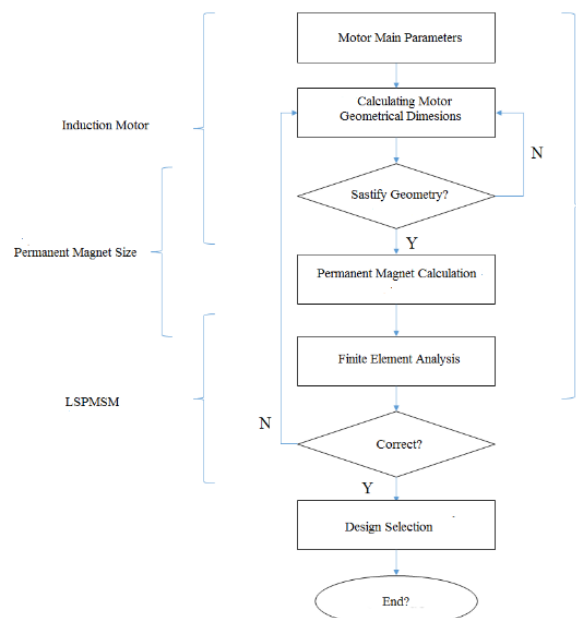 Motor Main Parameters
Calculating Motor
Geometrical Dimesions
Induction Motor
N
Sastify Geometry?
Y
Permanent Magnet Size
Permanent Magnet Calculation
Finite Element Analysis
LSPMSM
N
Correct?
Y
Design Selection
End?